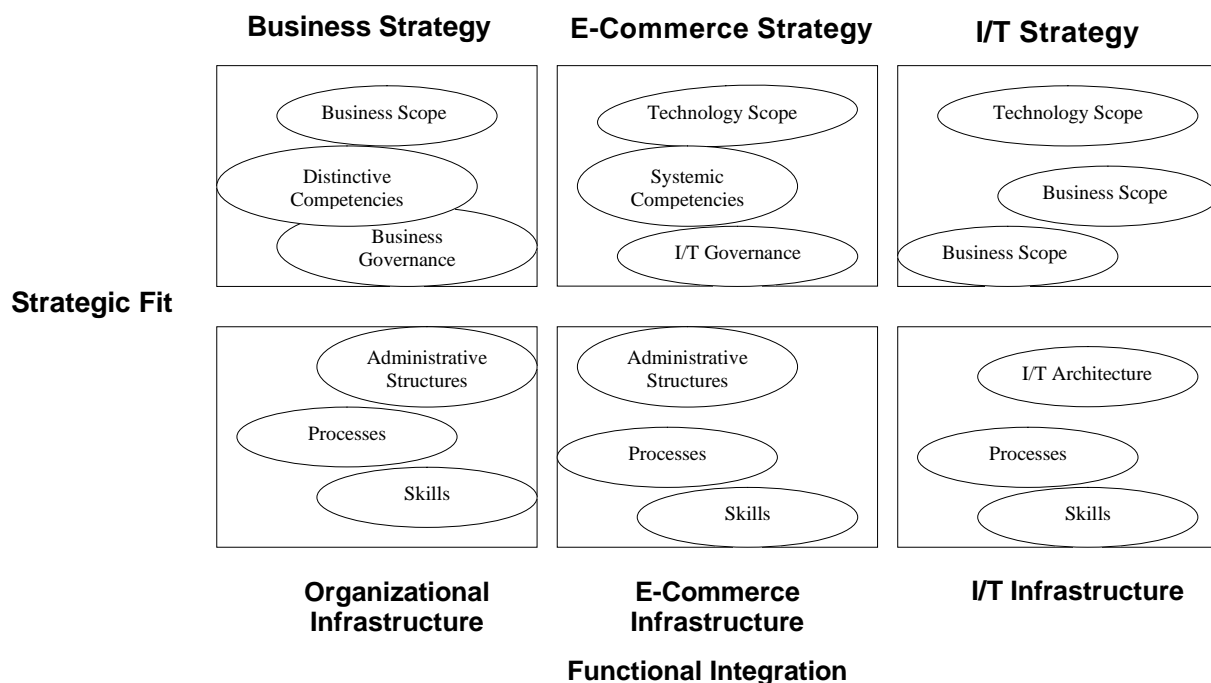 Business Strategy
E-Commerce Strategy
I/T Strategy
Business Scope
Distinctive
Competencies
Business
Governance
Technology Scope
Systemic
Competencies
I/T Governance
Technology Scope
Business Scope
Business Scope
Strategic Fit
Administrative
Structures
Processes
Skills
Administrative
Structures
Processes
Skills
I/T Architecture
Processes
Skills
Organizational
Infrastructure
E-Commerce
Infrastructure
I/T Infrastructure
Functional Integration